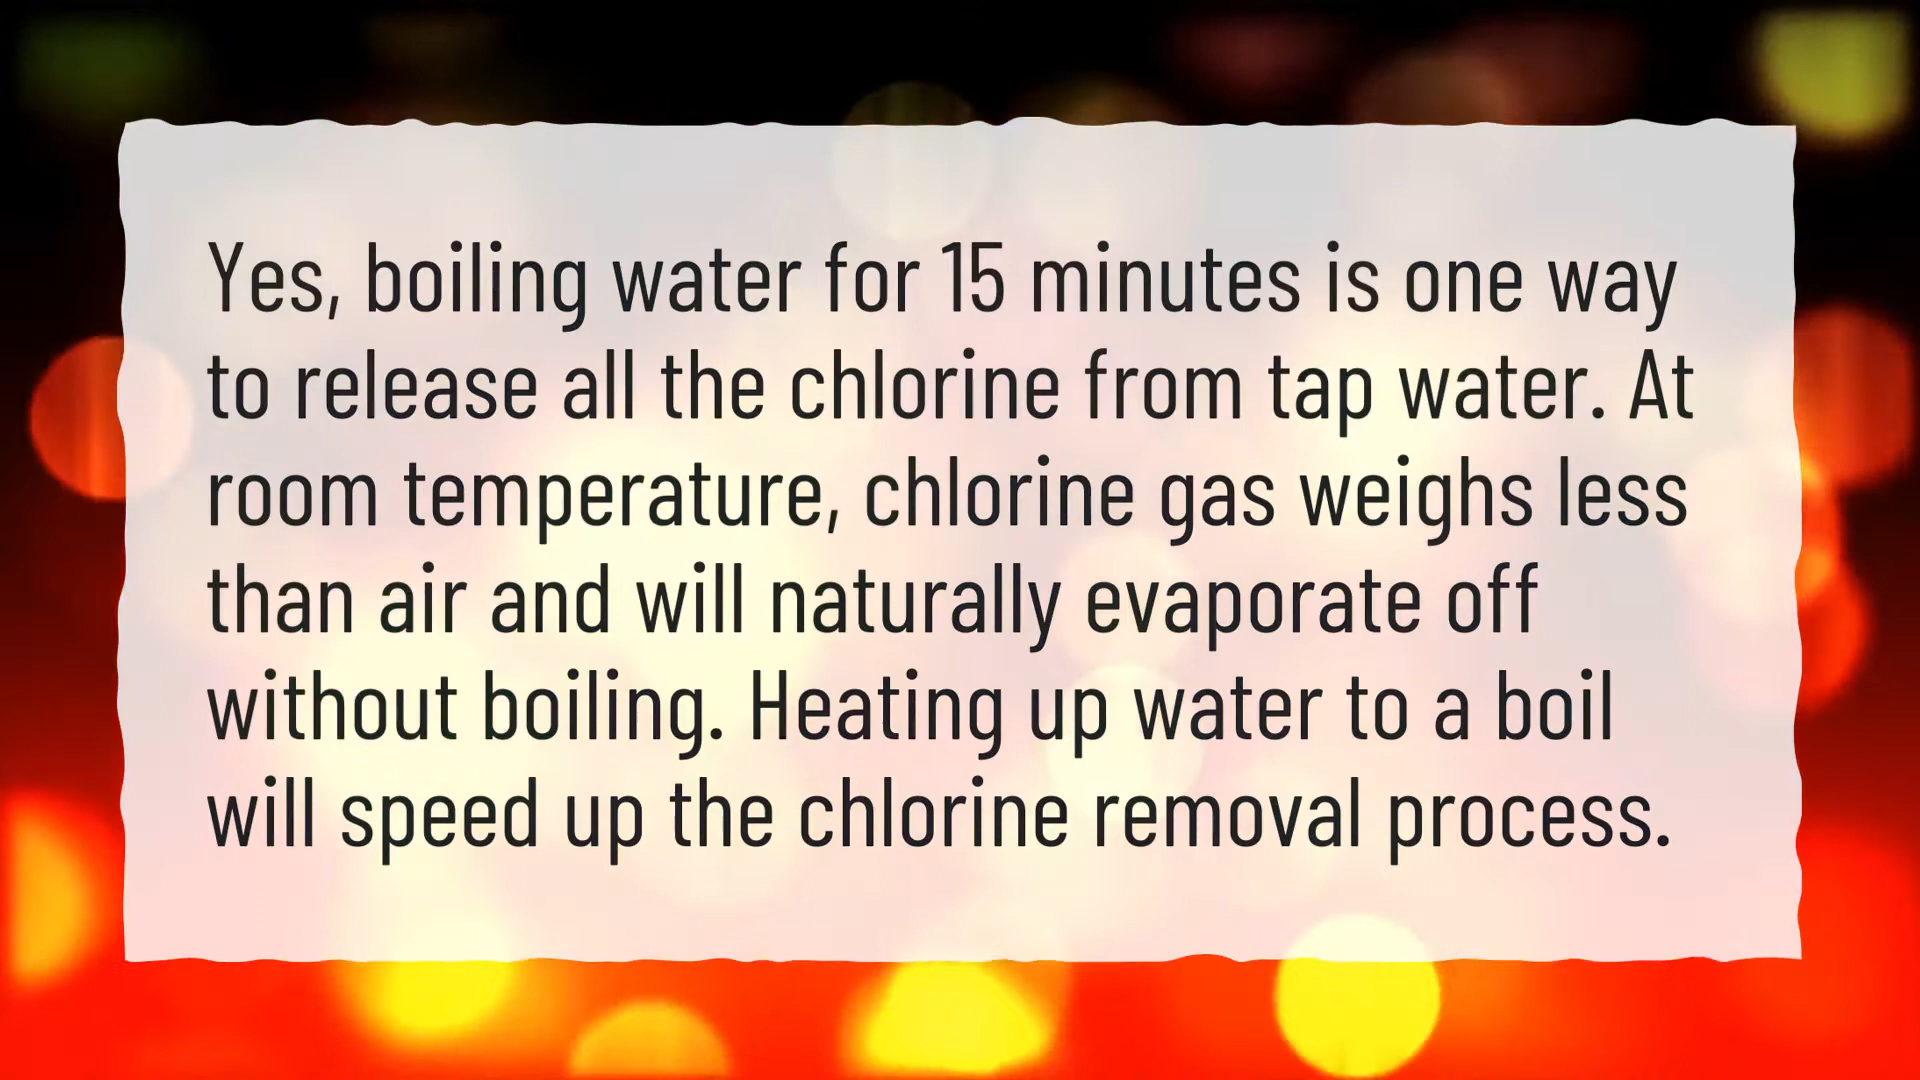 Yes, boiling water for 15 minutes is one way
to release all the chlorine from tap water. At
room temperature, chlorine gas weighs less
than air and will naturally evaporate off
without boiling. Heating up water to a boil
will speed up the chlorine removal process.